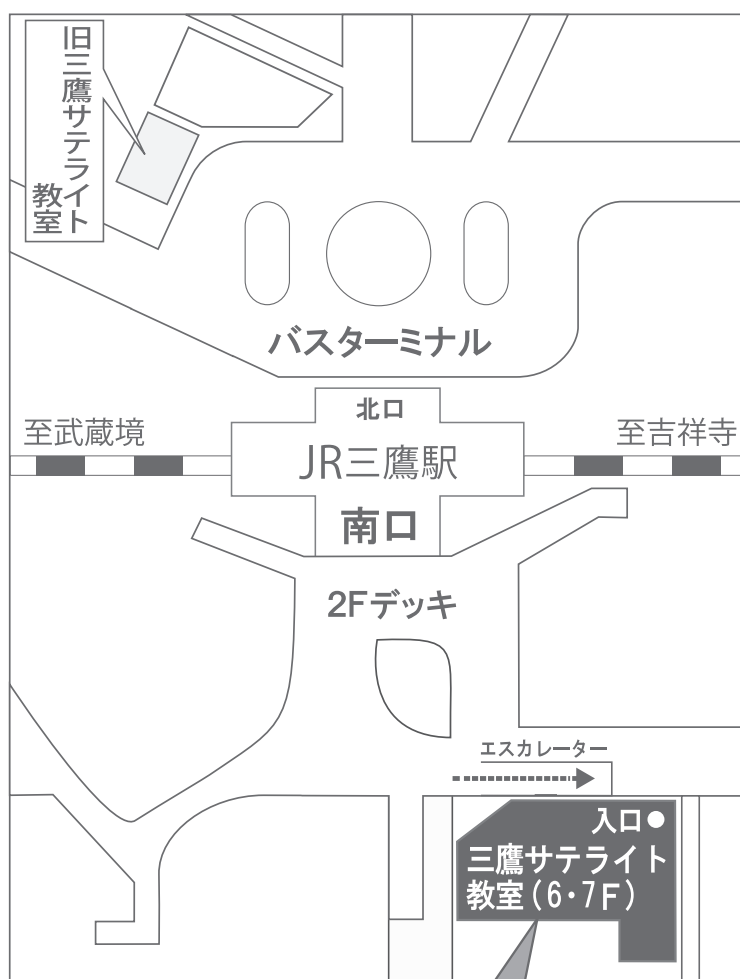 旧三鷹サテライト
教室
バスターミナル
北口
至武蔵境
JR三鷹駅
至吉祥寺
南口
2Fデッキ
エスカレーター
入口
三鷹サテライト
教室(6・7F)